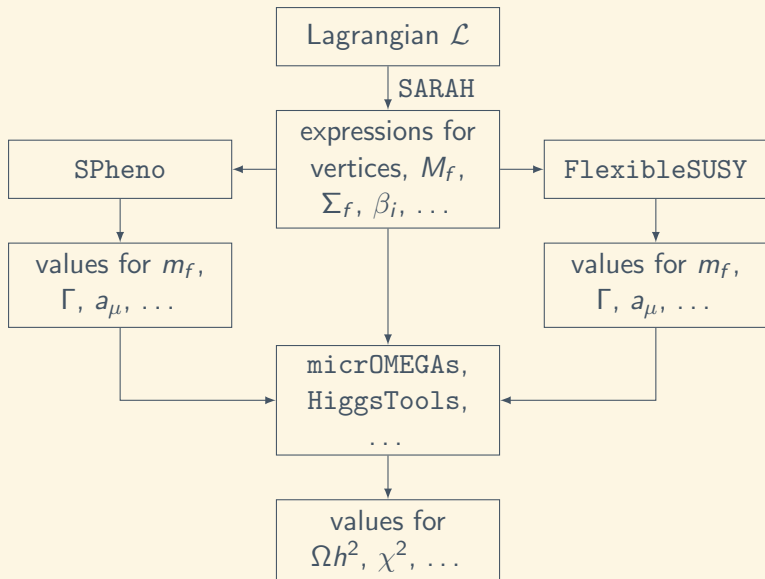 Lagrangian ℒ
SARAH
expressions for
vertices, M_f,
Σ_f, β_i, …
SPheno
FlexibleSUSY
values for m_f,
Γ, a_μ, …
values for m_f,
Γ, a_μ, …
micrOMEGAs,
HiggsTools,
…
values for
Ωh², χ², …